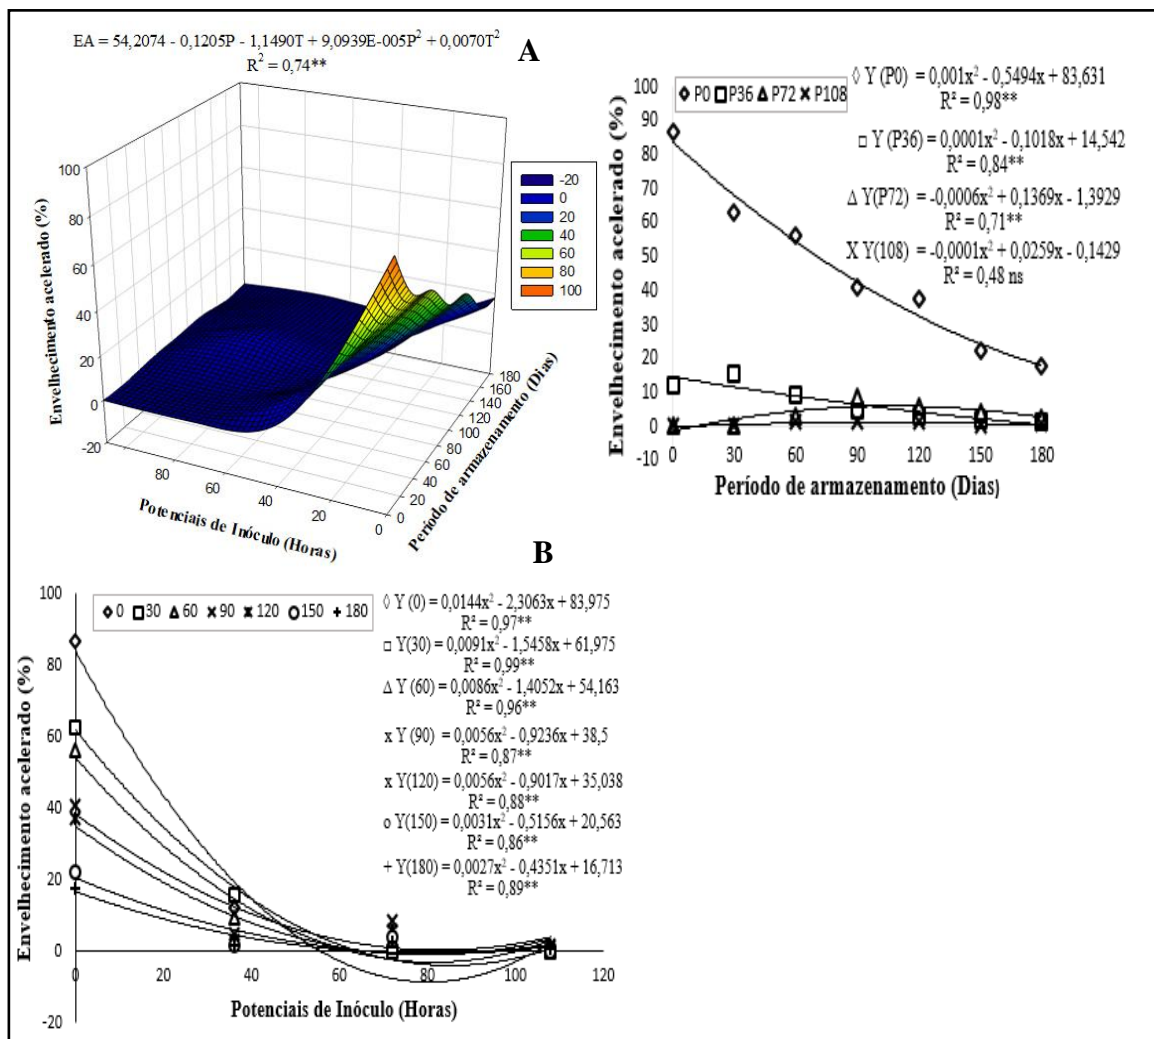 EA = 54,2074 - 0,1205P - 1,1490T + 9,0939E-005P² + 0,0070T²
R² = 0,74**
A
Envelhecimento acelerado (%)
100
80
60
40
20
0
-20
80
60
40
20
0
Potenciais de Inóculo (Horas)
0
20
40
60
80
100
120
140
160
180
Período de armazenamento (Dias)
-20
0
20
40
60
80
100
Envelhecimento acelerado (%)
100
90
80
70
60
50
40
30
20
10
0
-10
◊ P0 □ P36 Δ P72 × P108
◊ Y (P0) = 0,001x² - 0,5494x + 83,631
R² = 0,98**
□ Y (P36) = 0,0001x² - 0,1018x + 14,542
R² = 0,84**
Δ Y(P72) = -0,0006x² + 0,1369x - 1,3929
R² = 0,71**
X Y(108) = -0,0001x² + 0,0259x - 0,1429
R² = 0,48 ns
0 30 60 90 120 150 180
Período de armazenamento (Dias)
B
Envelhecimento acelerado (%)
100
80
60
40
20
0
-20
◊ 0 □ 30 Δ 60 × 90 ж 120 o 150 + 180
◊ Y (0) = 0,0144x² - 2,3063x + 83,975
R² = 0,97**
□ Y(30) = 0,0091x² - 1,5458x + 61,975
R² = 0,99**
Δ Y (60) = 0,0086x² - 1,4052x + 54,163
R² = 0,96**
x Y (90) = 0,0056x² - 0,9236x + 38,5
R² = 0,87**
x Y(120) = 0,0056x² - 0,9017x + 35,038
R² = 0,88**
o Y(150) = 0,0031x² - 0,5156x + 20,563
R² = 0,86**
+ Y(180) = 0,0027x² - 0,4351x + 16,713
R² = 0,89**
0 20 40 60 80 100 120
Potenciais de Inóculo (Horas)